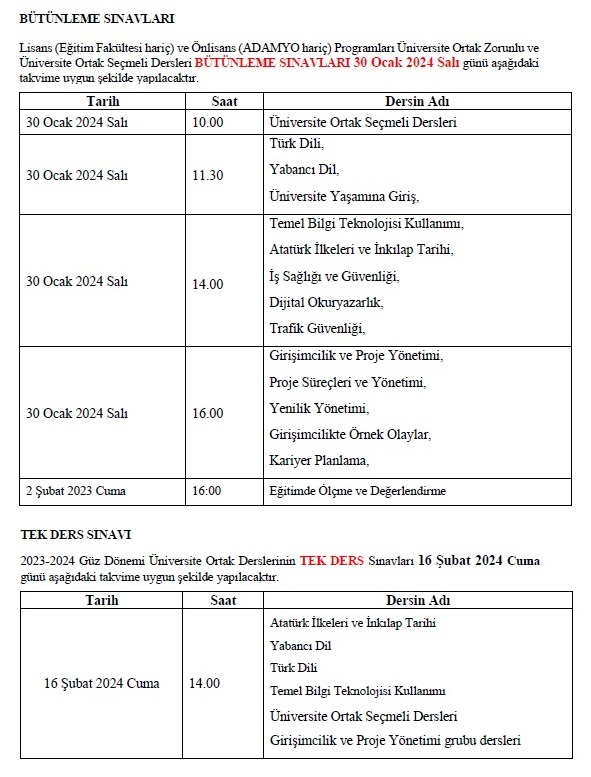 BÜTÜNLEME SINAVLARI
Lisans (Eğitim Fakültesi hariç) ve Önlisans (ADAMYO hariç) Programları Üniversite Ortak Zorunlu ve
Üniversite Ortak Seçmeli Dersleri BÜTÜNLEME SINAVLARI 30 Ocak 2024 Salı günü aşağıdaki
takvime uygun şekilde yapılacaktır.
Tarih Saat Dersin Adı
30 Ocak 2024 Salı 10.00 Üniversite Ortak Seçmeli Dersleri
30 Ocak 2024 Salı 11.30 Türk Dili,
Yabancı Dil,
Üniversite Yaşamına Giriş,
30 Ocak 2024 Salı 14.00 Temel Bilgi Teknolojisi Kullanımı,
Atatürk İlkeleri ve İnkılap Tarihi,
İş Sağlığı ve Güvenliği,
Dijital Okuryazarlık,
Trafik Güvenliği,
30 Ocak 2024 Salı 16.00 Girişimcilik ve Proje Yönetimi,
Proje Süreçleri ve Yönetimi,
Yenilik Yönetimi,
Girişimcilikte Örnek Olaylar,
Kariyer Planlama,
2 Şubat 2023 Cuma 16:00 Eğitimde Ölçme ve Değerlendirme
TEK DERS SINAVI
2023-2024 Güz Dönemi Üniversite Ortak Derslerinin TEK DERS Sınavları 16 Şubat 2024 Cuma
günü aşağıdaki takvime uygun şekilde yapılacaktır.
Tarih Saat Dersin Adı
16 Şubat 2024 Cuma 14.00 Atatürk İlkeleri ve İnkılap Tarihi
Yabancı Dil
Türk Dili
Temel Bilgi Teknolojisi Kullanımı
Üniversite Ortak Seçmeli Dersleri
Girişimcilik ve Proje Yönetimi grubu dersleri